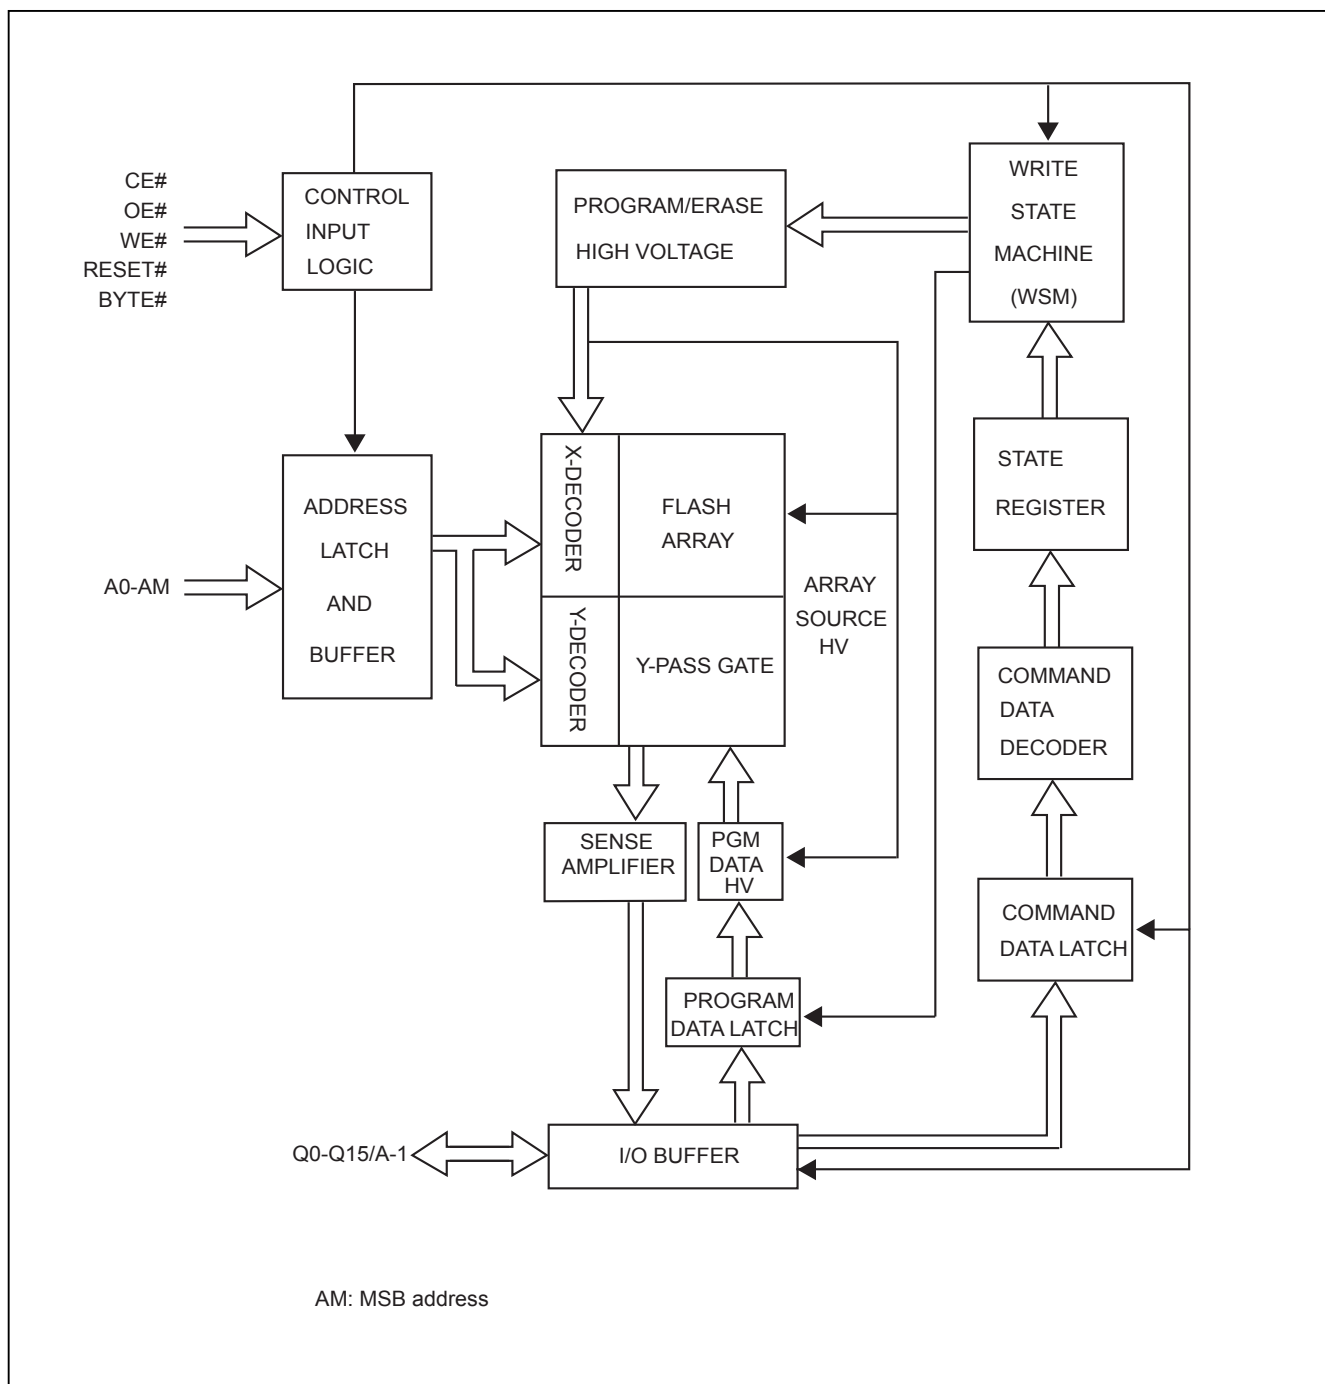 CE#
OE#
WE#
RESET#
BYTE#
CONTROL
INPUT
LOGIC
PROGRAM/ERASE
HIGH VOLTAGE
WRITE
STATE
MACHINE
(WSM)
ADDRESS
LATCH
AND
BUFFER
A0-AM
X-DECODER
FLASH
ARRAY
Y-DECODER
Y-PASS GATE
ARRAY
SOURCE
HV
STATE
REGISTER
COMMAND
DATA
DECODER
SENSE
AMPLIFIER
PGM
DATA
HV
COMMAND
DATA LATCH
PROGRAM
DATA LATCH
Q0-Q15/A-1
I/O BUFFER
AM: MSB address